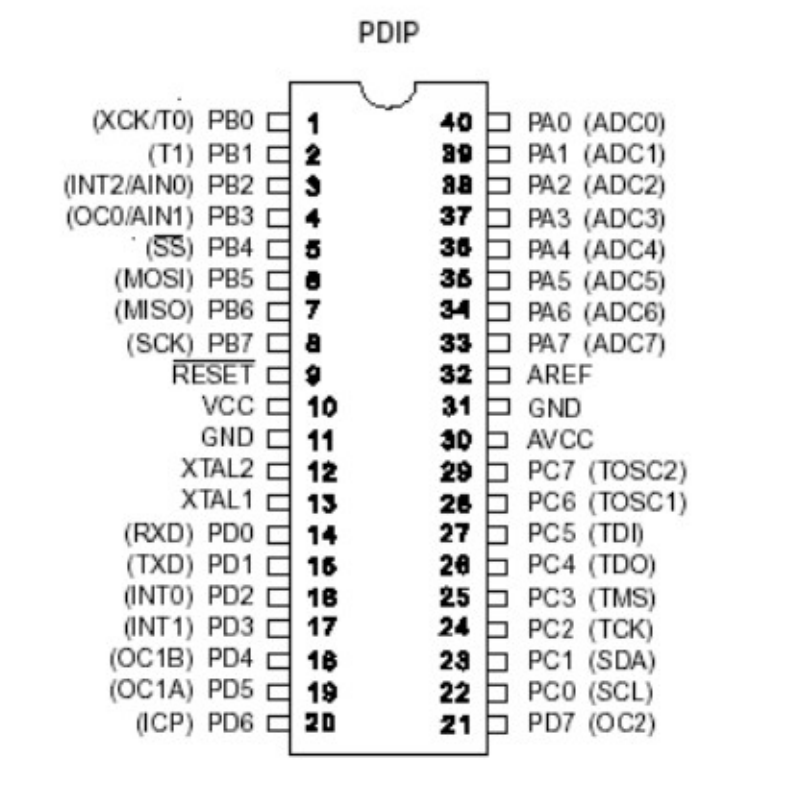 PDIP
(XCK/T0) PB0 1 40 PA0 (ADC0)
(T1) PB1 2 39 PA1 (ADC1)
(INT2/AIN0) PB2 3 38 PA2 (ADC2)
(OC0/AIN1) PB3 4 37 PA3 (ADC3)
(S̅S̅) PB4 5 36 PA4 (ADC4)
(MOSI) PB5 6 35 PA5 (ADC5)
(MISO) PB6 7 34 PA6 (ADC6)
(SCK) PB7 8 33 PA7 (ADC7)
R̅E̅S̅E̅T̅ 9 32 AREF
VCC 10 31 GND
GND 11 30 AVCC
XTAL2 12 29 PC7 (TOSC2)
XTAL1 13 28 PC6 (TOSC1)
(RXD) PD0 14 27 PC5 (TDI)
(TXD) PD1 15 26 PC4 (TDO)
(INT0) PD2 16 25 PC3 (TMS)
(INT1) PD3 17 24 PC2 (TCK)
(OC1B) PD4 18 23 PC1 (SDA)
(OC1A) PD5 19 22 PC0 (SCL)
(ICP) PD6 20 21 PD7 (OC2)